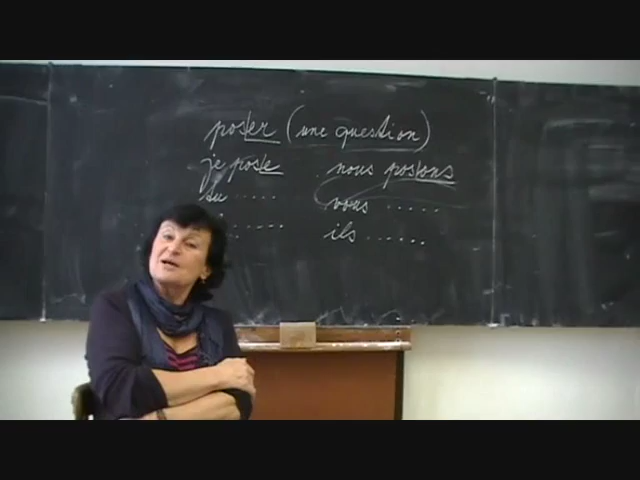 poser (une question)
je pose nous posons
tu ..... vous .....
..... ils ......